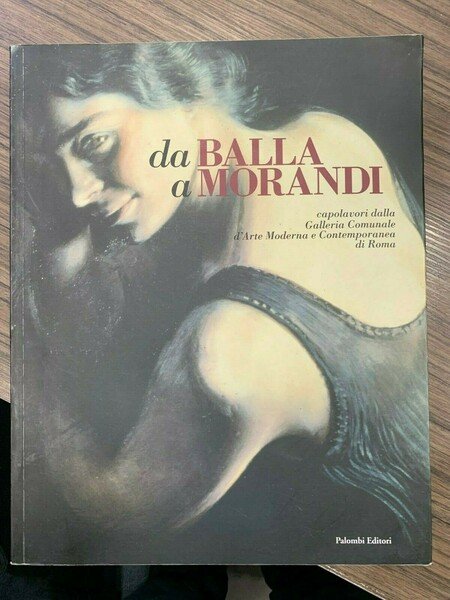 da BALLA
a MORANDI
capolavori dalla
Galleria Comunale
d'Arte Moderna e Contemporanea
di Roma
Palombi Editori